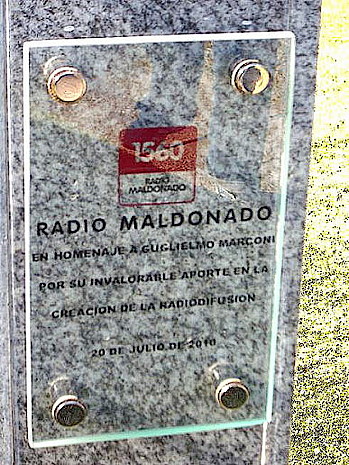 1560
RADIO
MALDONADO
RADIO MALDONADO
EN HOMENAJE A GUGLIELMO MARCONI
POR SU INVALORABLE APORTE EN LA
CREACION DE LA RADIODIFUSION
20 DE JULIO DE 2010